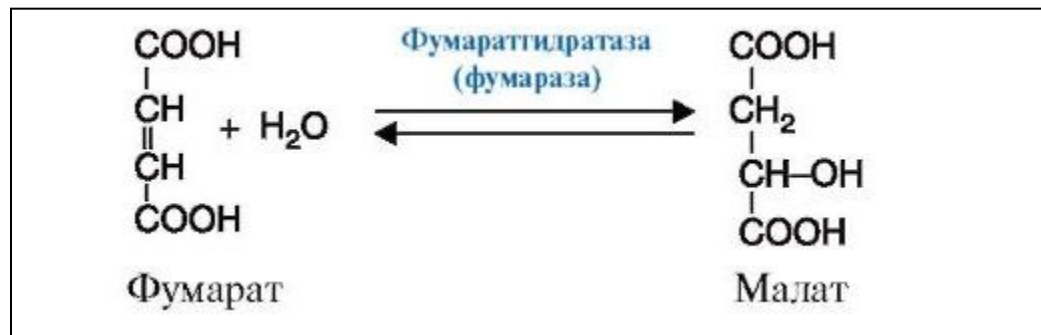 COOH
CH
CH
COOH
+ H₂O
Фумаратгидратаза
(фумараза)
COOH
CH₂
CH–OH
COOH
Фумарат
Малат